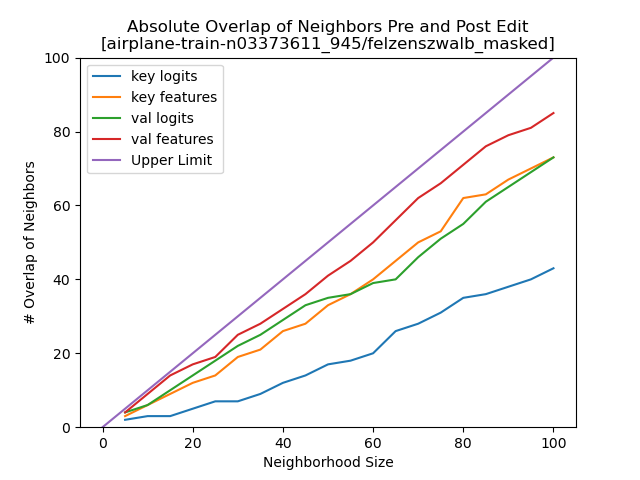 Absolute Overlap of Neighbors Pre and Post Edit
[airplane-train-n03373611_945/felzenszwalb_masked]
key logits
key features
val logits
val features
Upper Limit
# Overlap of Neighbors
100
80
60
40
20
0
0 20 40 60 80 100
Neighborhood Size